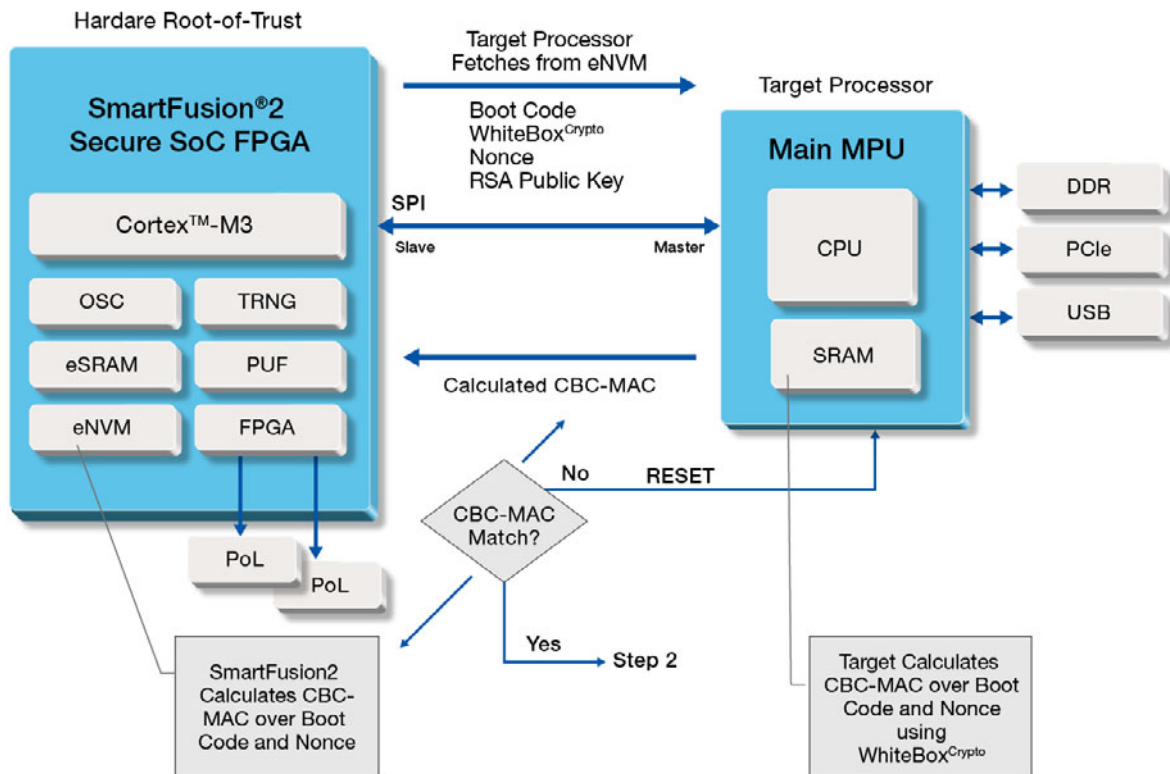 Hardare Root-of-Trust
SmartFusion®2
Secure SoC FPGA
Cortex™-M3
OSC
TRNG
eSRAM
PUF
eNVM
FPGA
PoL
PoL
Target Processor
Fetches from eNVM
Boot Code
WhiteBoxCrypto
Nonce
RSA Public Key
SPI
Slave
Master
Calculated CBC-MAC
Target Processor
Main MPU
CPU
SRAM
DDR
PCIe
USB
CBC-MAC
Match?
No
RESET
Yes
Step 2
SmartFusion2
Calculates CBC-
MAC over Boot
Code and Nonce
Target Calculates
CBC-MAC over Boot
Code and Nonce
using
WhiteBoxCrypto